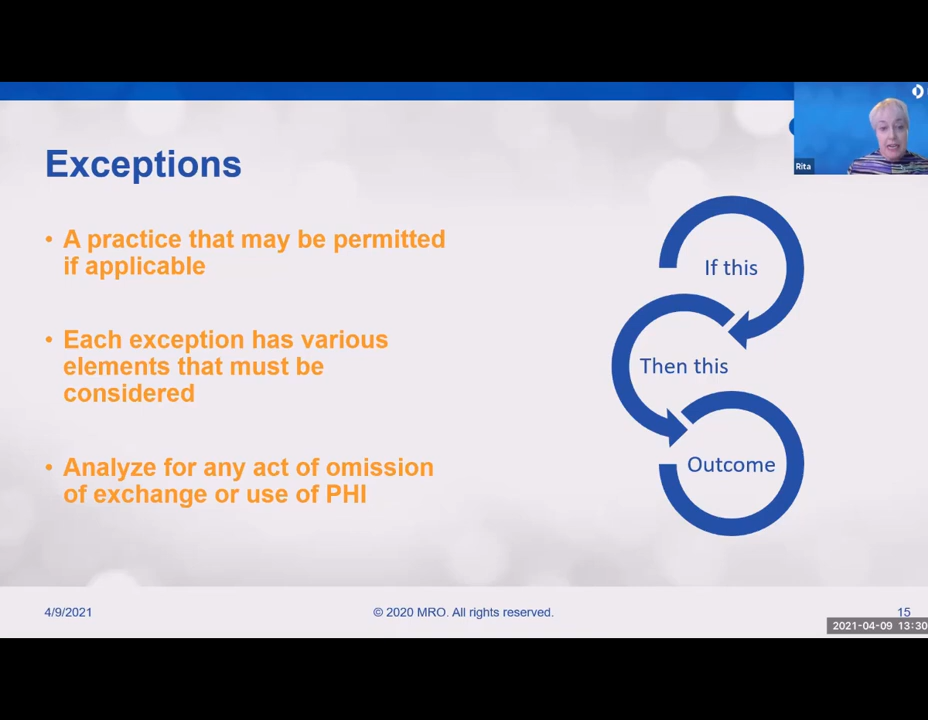 Rita
Exceptions
• A practice that may be permitted
if applicable
• Each exception has various
elements that must be
considered
• Analyze for any act of omission
of exchange or use of PHI
If this
Then this
Outcome
4/9/2021
© 2020 MRO. All rights reserved.
15
2021-04-09 13:30